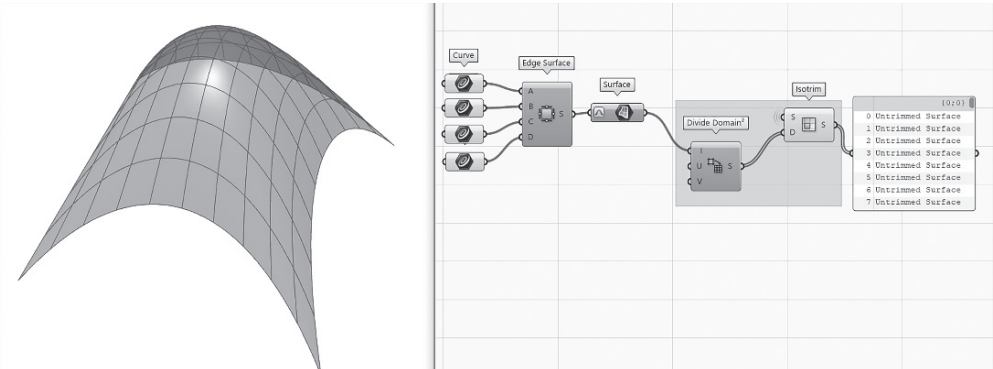 Curve
Edge Surface
A
B
C
D
S
Surface
Divide Domain²
I
U
V
S
Isotrim
S
D
S
{0;0}
0 Untrimmed Surface
1 Untrimmed Surface
2 Untrimmed Surface
3 Untrimmed Surface
4 Untrimmed Surface
5 Untrimmed Surface
6 Untrimmed Surface
7 Untrimmed Surface